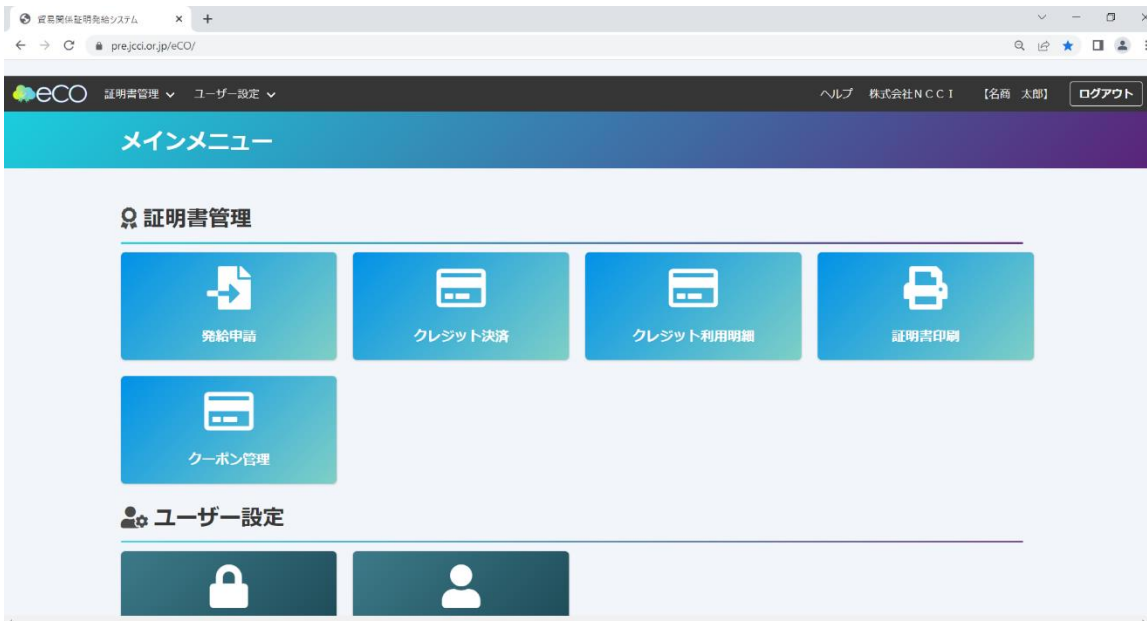 貿易関係証明発給システム
pre.jcci.or.jp/eCO/
eCO 証明書管理 ユーザー設定 ヘルプ 株式会社NCCI 【名商 太郎】 ログアウト
メインメニュー
証明書管理
発給申請 クレジット決済 クレジット利用明細 証明書印刷
クーポン管理
ユーザー設定